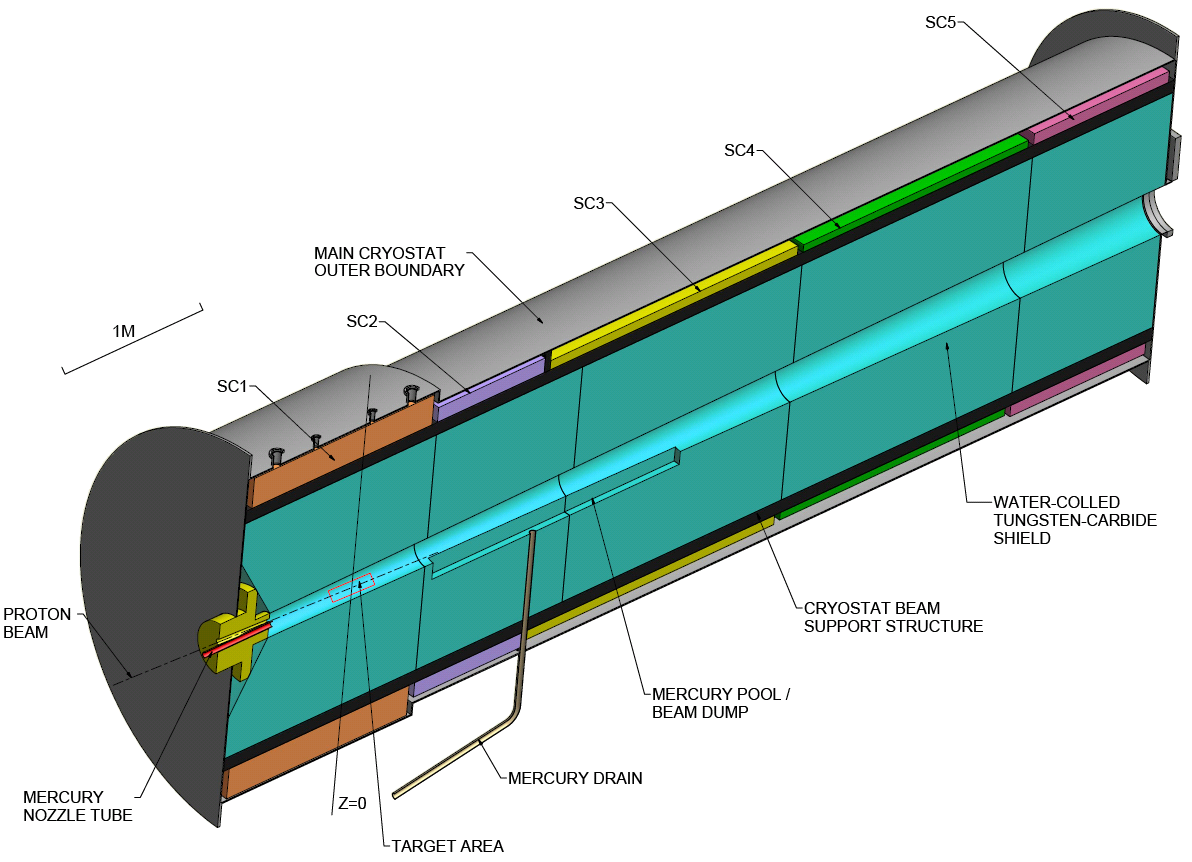 SC5
SC4
SC3
MAIN CRYOSTAT
OUTER BOUNDARY
SC2
1M
SC1
WATER-COLLED
TUNGSTEN-CARBIDE
SHIELD
PROTON
BEAM
CRYOSTAT BEAM
SUPPORT STRUCTURE
MERCURY POOL /
BEAM DUMP
MERCURY DRAIN
MERCURY
NOZZLE TUBE
Z=0
TARGET AREA